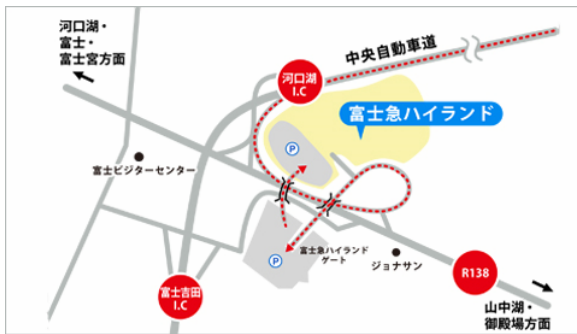 河口湖・
富士・
富士宮方面
中央自動車道
河口湖
I.C
富士急ハイランド
P
富士ビジターセンター
富士急ハイランド
ゲート
P
ジョナサン
R138
富士吉田
I.C
山中湖・
御殿場方面